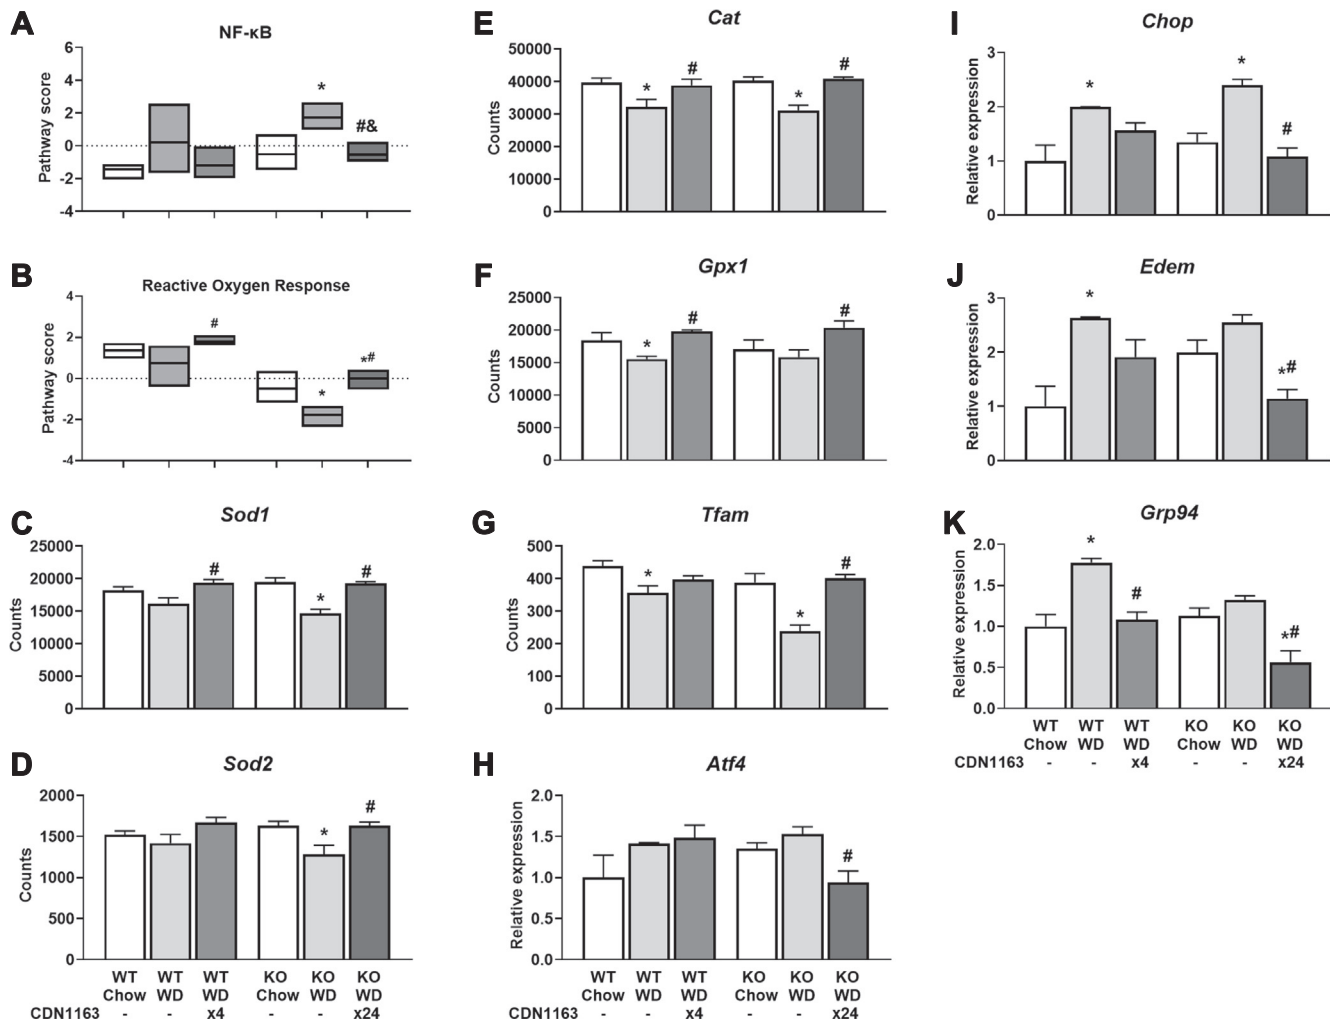 A
NF-κB
Pathway score
6
4
2
0
-2
-4
*
#&
B
Reactive Oxygen Response
Pathway score
4
2
0
-2
-4
#
*
*#
C
Sod1
Counts
25000
20000
15000
10000
5000
0
#
*
#
D
Sod2
Counts
2000
1500
1000
500
0
*
#
WT WT WT KO KO KO
Chow WD WD Chow WD WD
CDN1163 - - x4 - - x24
E
Cat
Counts
50000
40000
30000
20000
10000
0
*
#
*
#
F
Gpx1
Counts
25000
20000
15000
10000
5000
0
*
#
#
G
Tfam
Counts
500
400
300
200
100
0
*
*
#
H
Atf4
Relative expression
2.0
1.5
1.0
0.5
0.0
#
WT WT WT KO KO KO
Chow WD WD Chow WD WD
CDN1163 - - x4 - - x24
I
Chop
Relative expression
3
2
1
0
*
*
#
J
Edem
Relative expression
3
2
1
0
*
*#
K
Grp94
Relative expression
2.0
1.5
1.0
0.5
0.0
*
#
*#
WT WT WT KO KO KO
Chow WD WD Chow WD WD
CDN1163 - - x4 - - x24